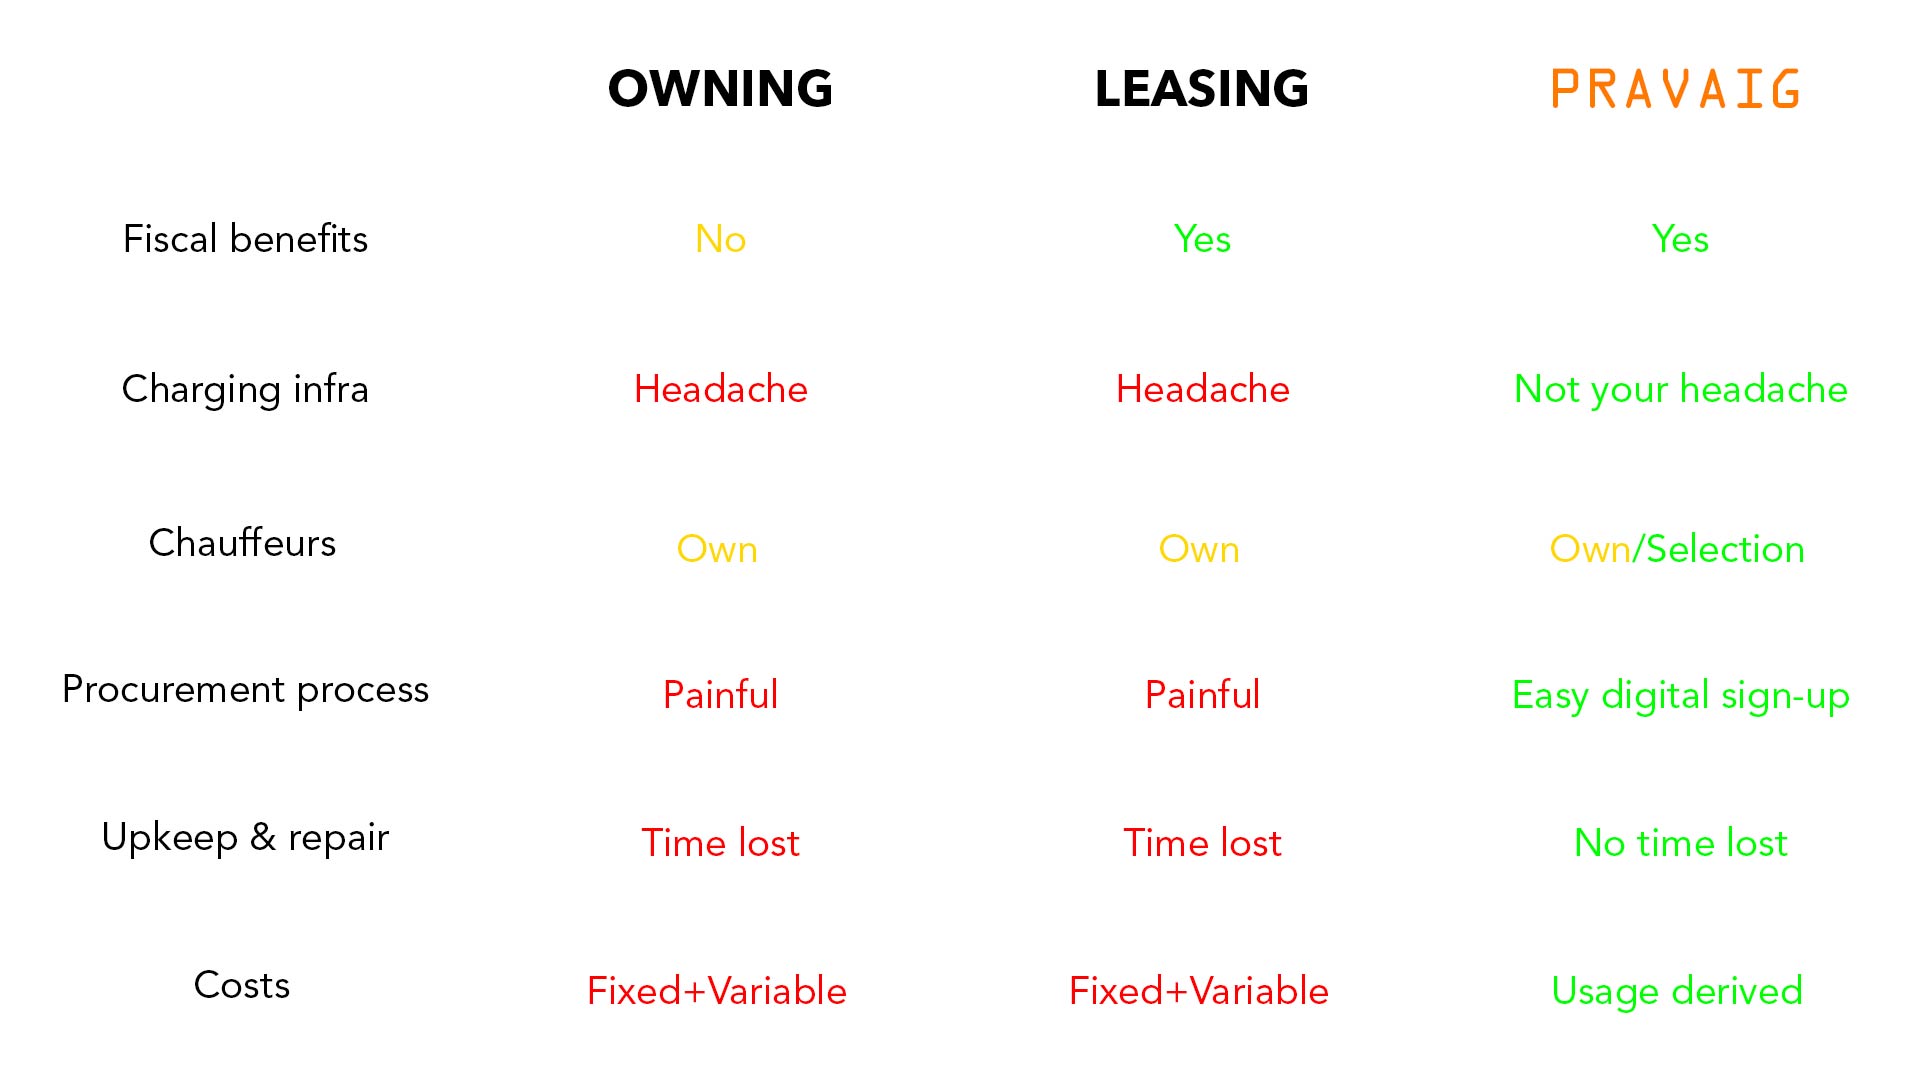 OWNING LEASING PRAVAIG
Fiscal benefits No Yes Yes
Charging infra Headache Headache Not your headache
Chauffeurs Own Own Own/Selection
Procurement process Painful Painful Easy digital sign-up
Upkeep & repair Time lost Time lost No time lost
Costs Fixed+Variable Fixed+Variable Usage derived